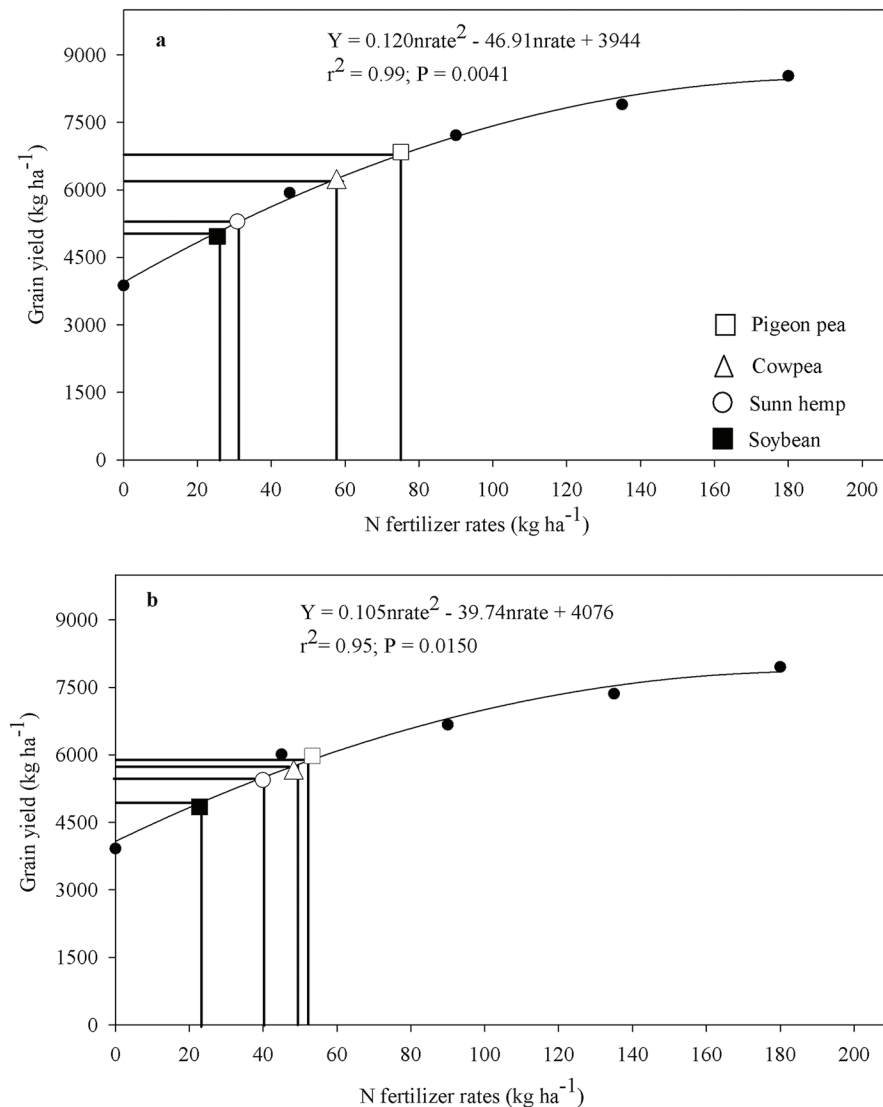 a
Y = 0.120nrate² - 46.91nrate + 3944
r² = 0.99; P = 0.0041
9000
7500
6000
4500
3000
1500
0
Grain yield (kg ha⁻¹)
Pigeon pea
Cowpea
Sunn hemp
Soybean
0 20 40 60 80 100 120 140 160 180 200
N fertilizer rates (kg ha⁻¹)
b
Y = 0.105nrate² - 39.74nrate + 4076
r²= 0.95; P = 0.0150
9000
7500
6000
4500
3000
1500
0
Grain yield (kg ha⁻¹)
0 20 40 60 80 100 120 140 160 180 200
N fertilizer rates (kg ha⁻¹)